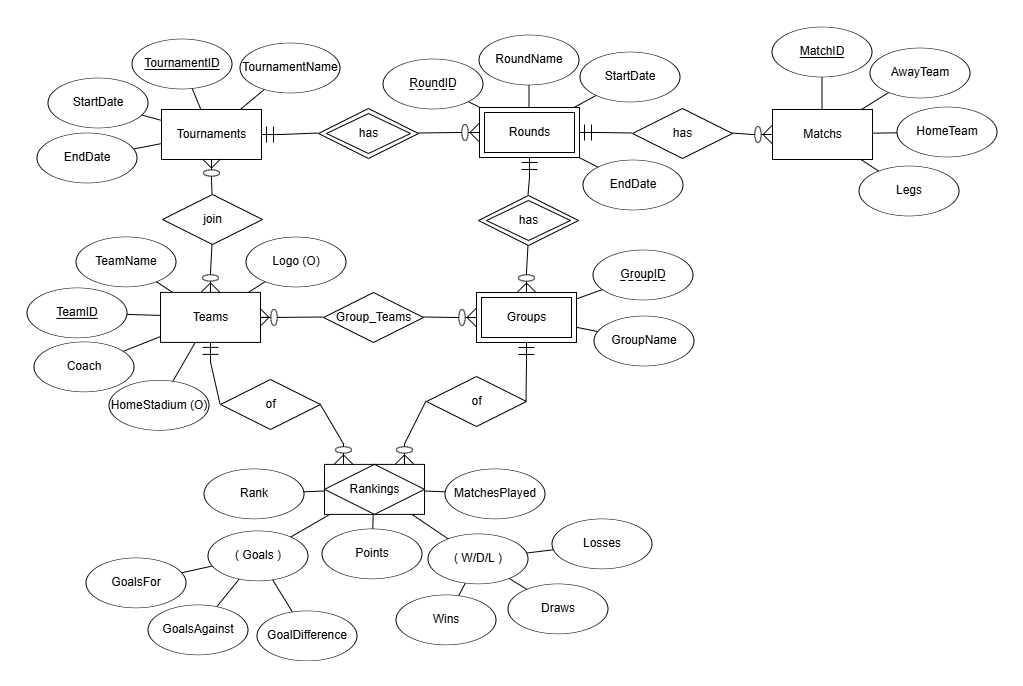 MatchID
RoundName
TournamentID
TournamentName
AwayTeam
StartDate
RoundID
StartDate
Tournaments
has
Rounds
has
Matchs
HomeTeam
EndDate
EndDate
Legs
join
has
TeamName
Logo (O)
GroupID
TeamID
Teams
Group_Teams
Groups
GroupName
Coach
HomeStadium (O)
of
of
Rank
Rankings
MatchesPlayed
( Goals )
Points
( W/D/L )
Losses
GoalsFor
Draws
Wins
GoalsAgainst
GoalDifference